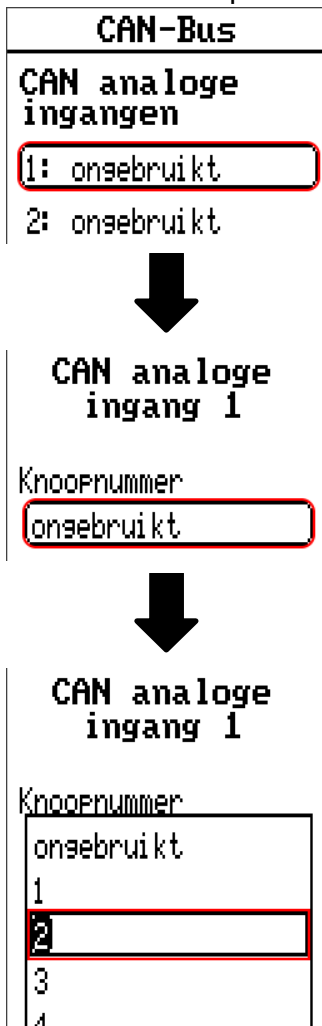 CAN-Bus
CAN analoge
ingangen
1: ongebruikt
2: ongebruikt
CAN analoge
ingang 1
Knoopnummer
ongebruikt
CAN analoge
ingang 1
Knoopnummer
ongebruikt
1
2
3
4